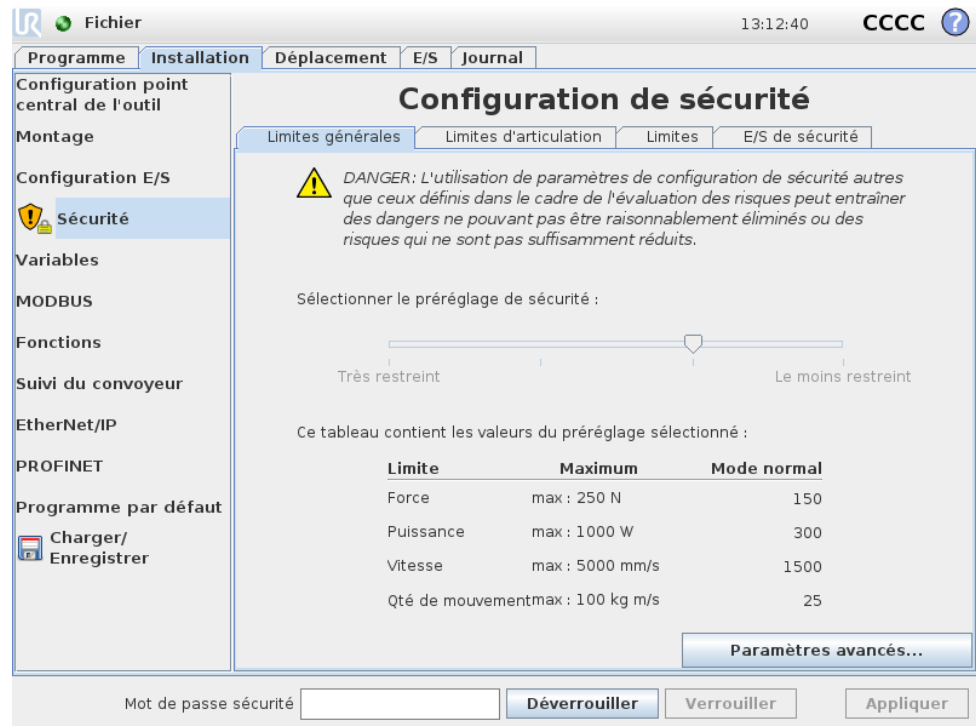 UR Fichier 13:12:40 CCCC ?
Programme Installation Déplacement E/S Journal
Configuration point
central de l'outil
Montage
Configuration E/S
Sécurité
Variables
MODBUS
Fonctions
Suivi du convoyeur
EtherNet/IP
PROFINET
Programme par défaut
Charger/
Enregistrer
Configuration de sécurité
Limites générales Limites d'articulation Limites E/S de sécurité
DANGER: L'utilisation de paramètres de configuration de sécurité autres
que ceux définis dans le cadre de l'évaluation des risques peut entraîner
des dangers ne pouvant pas être raisonnablement éliminés ou des
risques qui ne sont pas suffisamment réduits.
Sélectionner le préréglage de sécurité :
Très restreint Le moins restreint
Ce tableau contient les valeurs du préréglage sélectionné :
Limite Maximum Mode normal
Force max : 250 N 150
Puissance max : 1000 W 300
Vitesse max : 5000 mm/s 1500
Qté de mouvement max : 100 kg m/s 25
Paramètres avancés...
Mot de passe sécurité Déverrouiller Verrouiller Appliquer